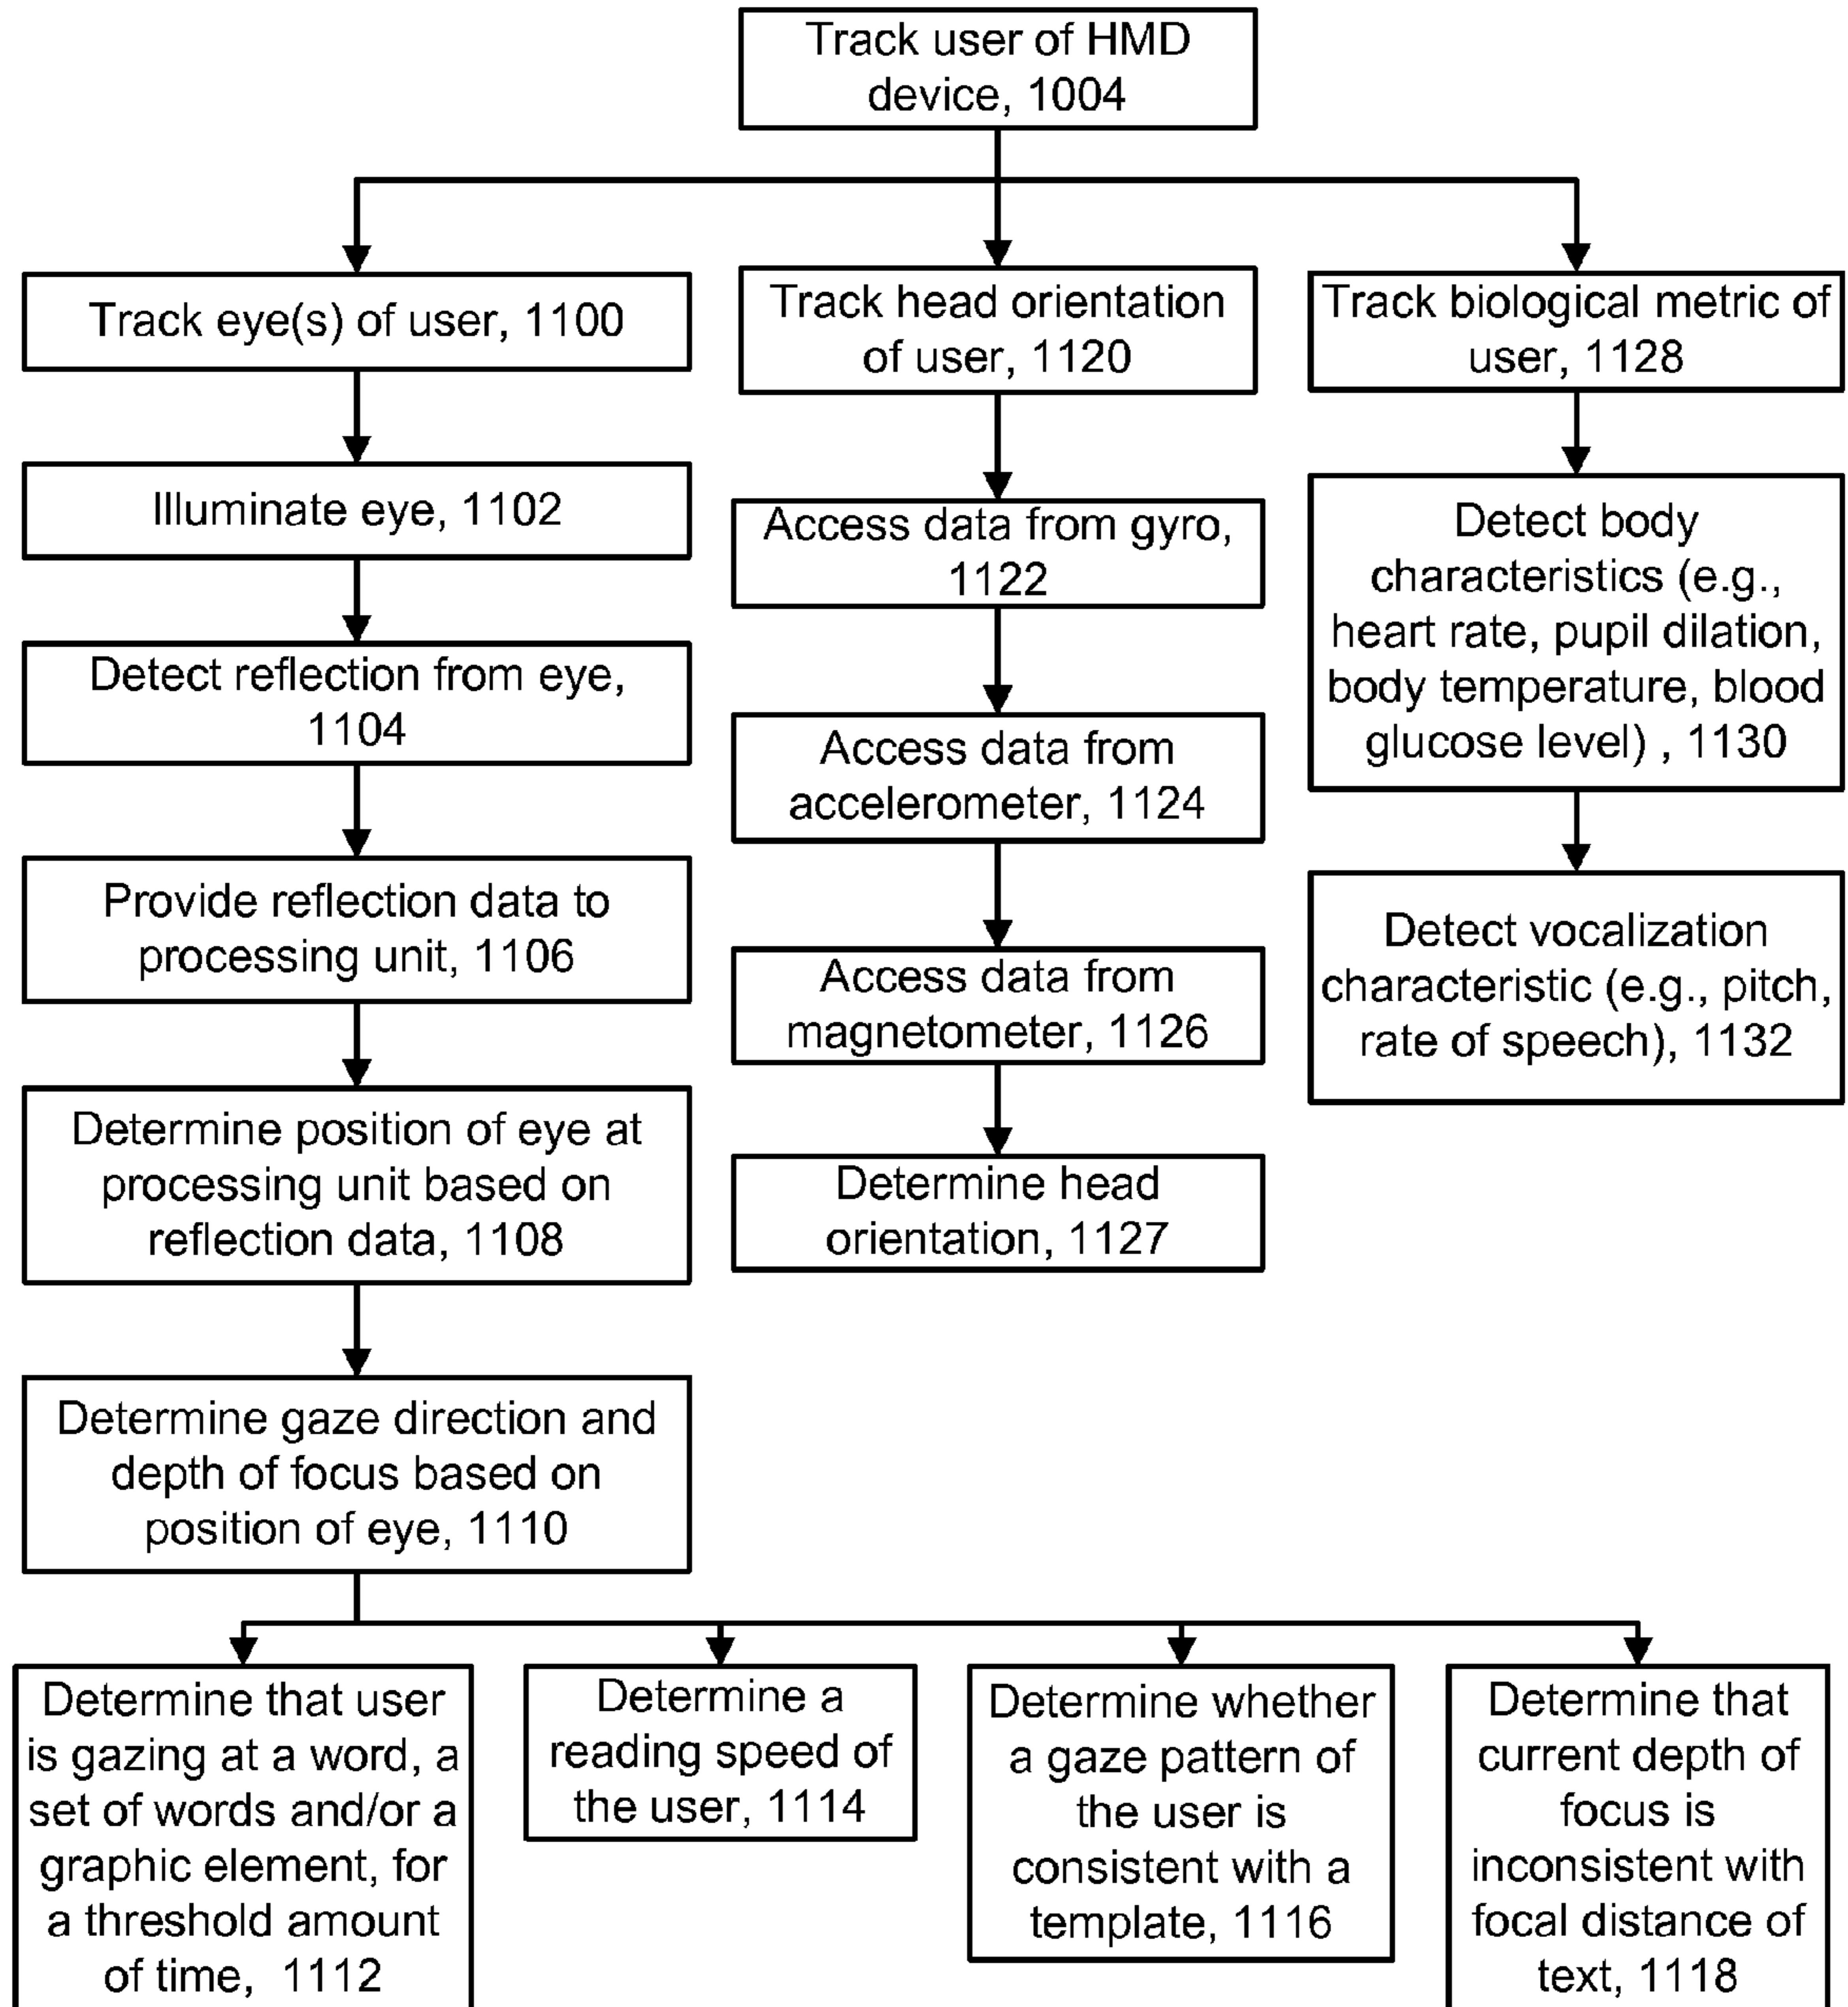 Track user of HMD
device, 1004
Track eye(s) of user, 1100
Illuminate eye, 1102
Detect reflection from eye,
1104
Provide reflection data to
processing unit, 1106
Determine position of eye at
processing unit based on
reflection data, 1108
Determine gaze direction and
depth of focus based on
position of eye, 1110
Determine that user
is gazing at a word, a
set of words and/or a
graphic element, for
a threshold amount
of time, 1112
Determine a
reading speed of
the user, 1114
Determine whether
a gaze pattern of
the user is
consistent with a
template, 1116
Determine that
current depth of
focus is
inconsistent with
focal distance of
text, 1118
Track head orientation
of user, 1120
Access data from gyro,
1122
Access data from
accelerometer, 1124
Access data from
magnetometer, 1126
Determine head
orientation, 1127
Track biological metric of
user, 1128
Detect body
characteristics (e.g.,
heart rate, pupil dilation,
body temperature, blood
glucose level) , 1130
Detect vocalization
characteristic (e.g., pitch,
rate of speech), 1132